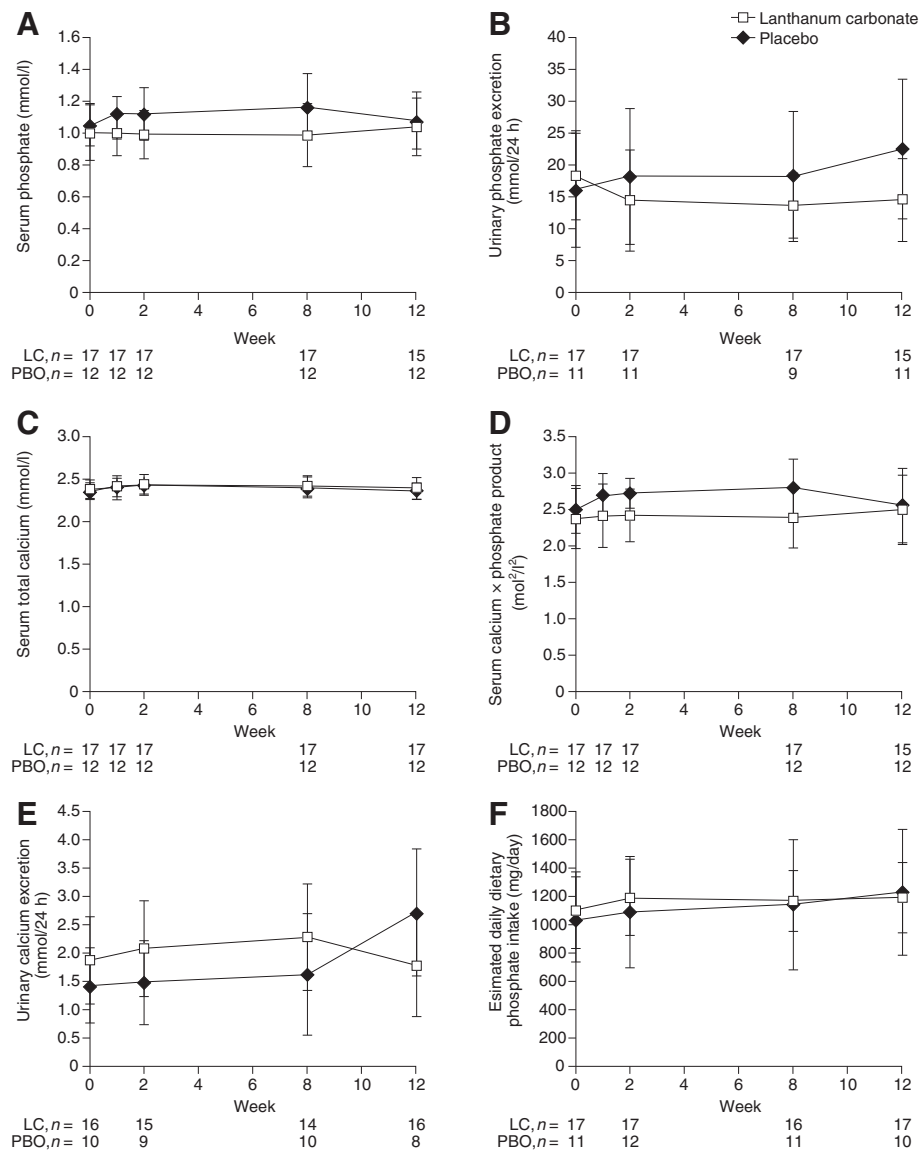 A
Serum phosphate (mmol/l)
1.6
1.4
1.2
1.0
0.8
0.6
0.4
0.2
0
0 2 4 6 8 10 12
Week
LC, n = 17 17 17 17 15
PBO, n = 12 12 12 12 12
B
Lanthanum carbonate
Placebo
Urinary phosphate excretion
(mmol/24 h)
40
35
30
25
20
15
10
5
0
0 2 4 6 8 10 12
Week
LC, n = 17 17 17 15
PBO, n = 11 11 9 11
C
Serum total calcium (mmol/l)
3.0
2.5
2.0
1.5
1.0
0.5
0
0 2 4 6 8 10 12
Week
LC, n = 17 17 17 17 17
PBO, n = 12 12 12 12 12
D
Serum calcium × phosphate product
(mol²/l²)
3.5
3.0
2.5
2.0
1.5
1.0
0.5
0
0 2 4 6 8 10 12
Week
LC, n = 17 17 17 17 15
PBO, n = 12 12 12 12 12
E
Urinary calcium excretion
(mmol/24 h)
4.5
4.0
3.5
3.0
2.5
2.0
1.5
1.0
0.5
0
0 2 4 6 8 10 12
Week
LC, n = 16 15 14 16
PBO, n = 10 9 10 8
F
Esimated daily dietary
phosphate intake (mg/day)
1800
1600
1400
1200
1000
800
600
400
200
0
0 2 4 6 8 10 12
Week
LC, n = 17 17 16 17
PBO, n = 11 12 11 10